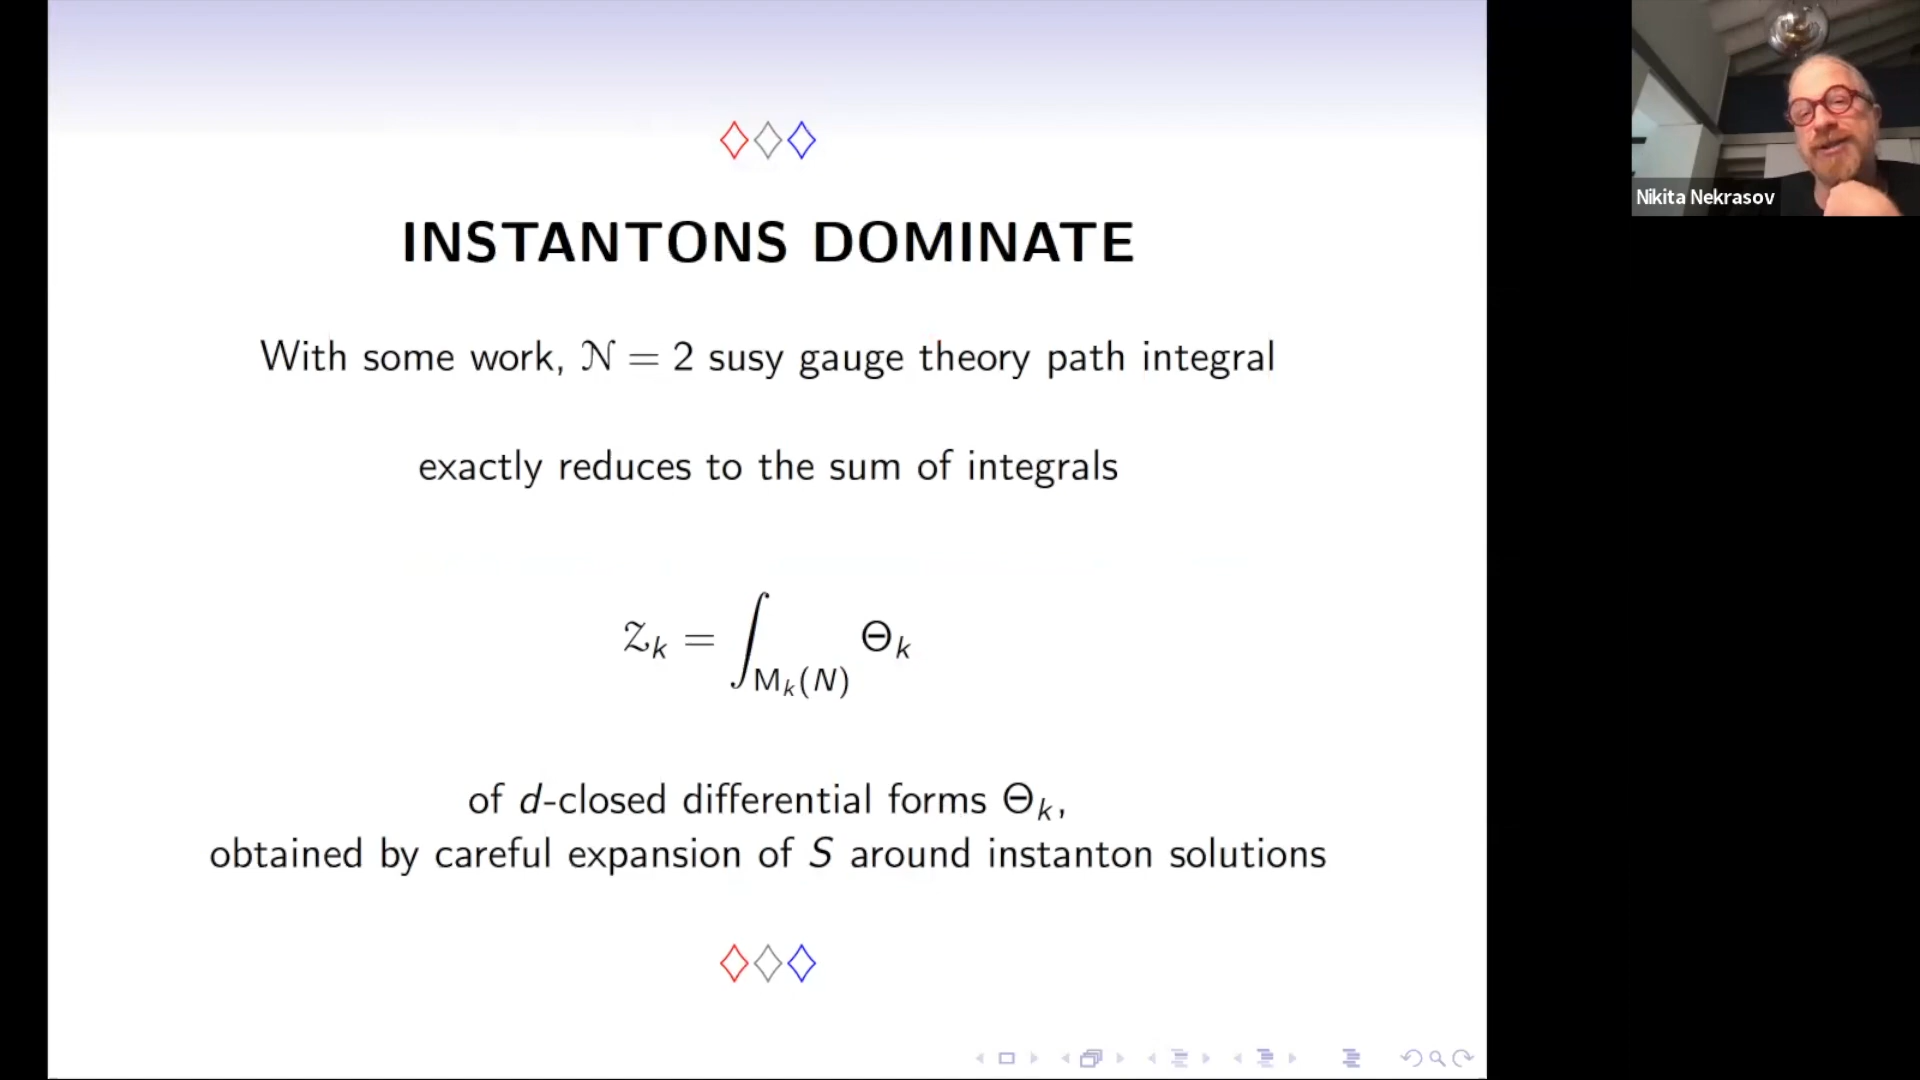 INSTANTONS DOMINATE
With some work, 𝒩 = 2 susy gauge theory path integral
exactly reduces to the sum of integrals
𝒵ₖ = ∫_{Mₖ(N)} Θₖ
of d-closed differential forms Θₖ,
obtained by careful expansion of S around instanton solutions
Nikita Nekrasov